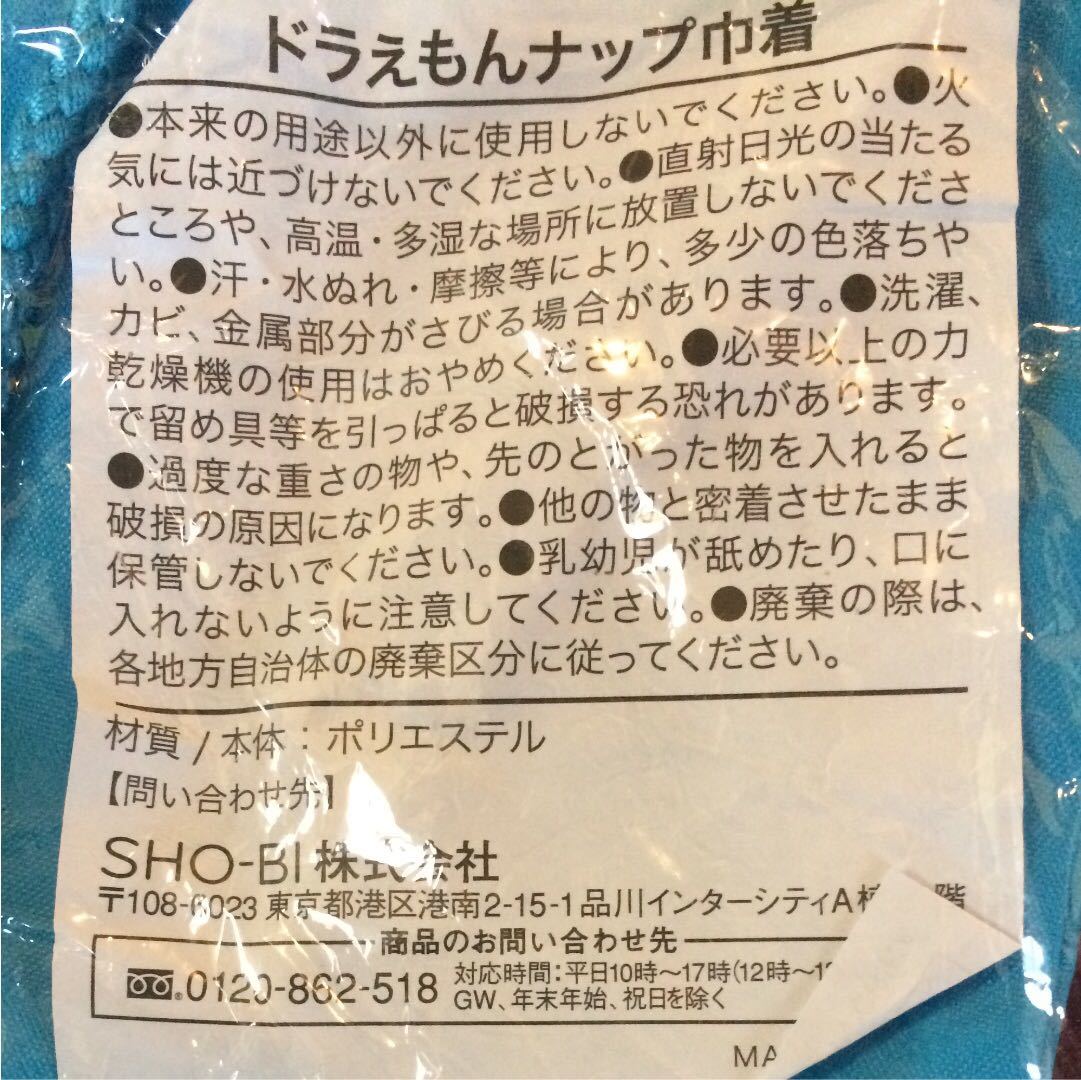 ドラえもんナップ巾着
●本来の用途以外に使用しないでください。●火
気には近づけないでください。●直射日光の当たる
ところや、高温・多湿な場所に放置しないでくださ
い。●汗・水ぬれ・摩擦等により、多少の色落ちや
カビ、金属部分がさびる場合があります。●洗濯、
乾燥機の使用はおやめください。●必要以上の力
で留め具等を引っぱると破損する恐れがあります。
●過度な重さの物や、先のとがった物を入れると
破損の原因になります。●他の物と密着させたまま
保管しないでください。●乳幼児が舐めたり、口に
入れないように注意してください。●廃棄の際は、
各地方自治体の廃棄区分に従ってください。
材質 / 本体 : ポリエステル
【問い合わせ先】
SHO-BI株式会社
〒108-6023 東京都港区港南2-15-1 品川インターシティA 階
商品のお問い合わせ先
0120-862-518
対応時間:平日10時〜17時(12時〜
GW、年末年始、祝日を除く
MA